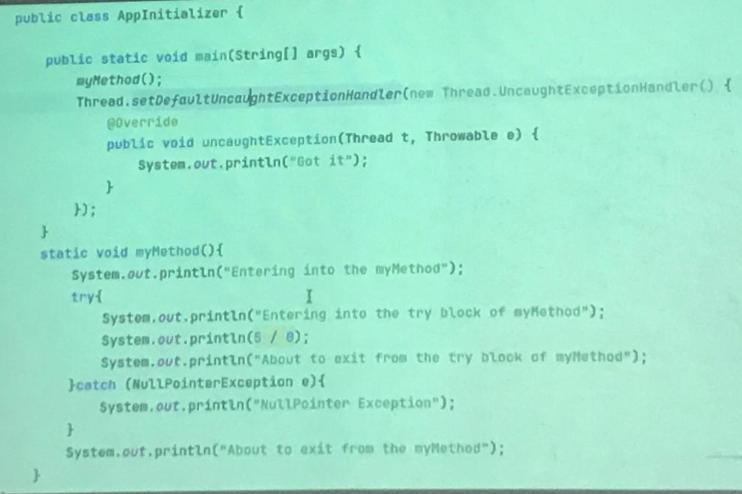 public class AppInitializer {
public static void main(String[] args) {
myMethod();
Thread.setDefaultUncaughtExceptionHandler(new Thread.UncaughtExceptionHandler() {
@Override
public void uncaughtException(Thread t, Throwable e) {
System.out.println("Got it");
}
});
}
static void myMethod(){
System.out.println("Entering into the myMethod");
try{
System.out.println("Entering into the try block of myMethod");
System.out.println(5 / 0);
System.out.println("About to exit from the try block of myMethod");
}catch (NullPointerException e){
System.out.println("NullPointer Exception");
}
System.out.println("About to exit from the myMethod");
}